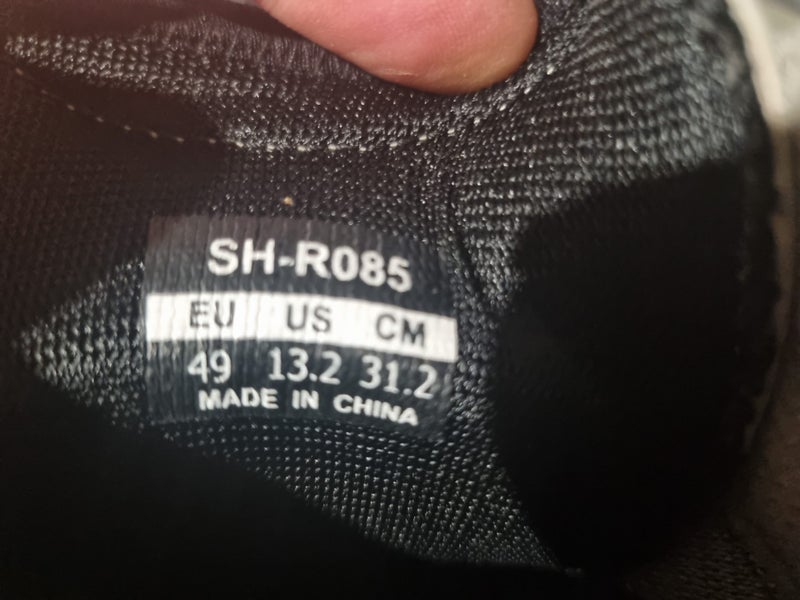 SH-R085
EU US CM
49 13.2 31.2
MADE IN CHINA